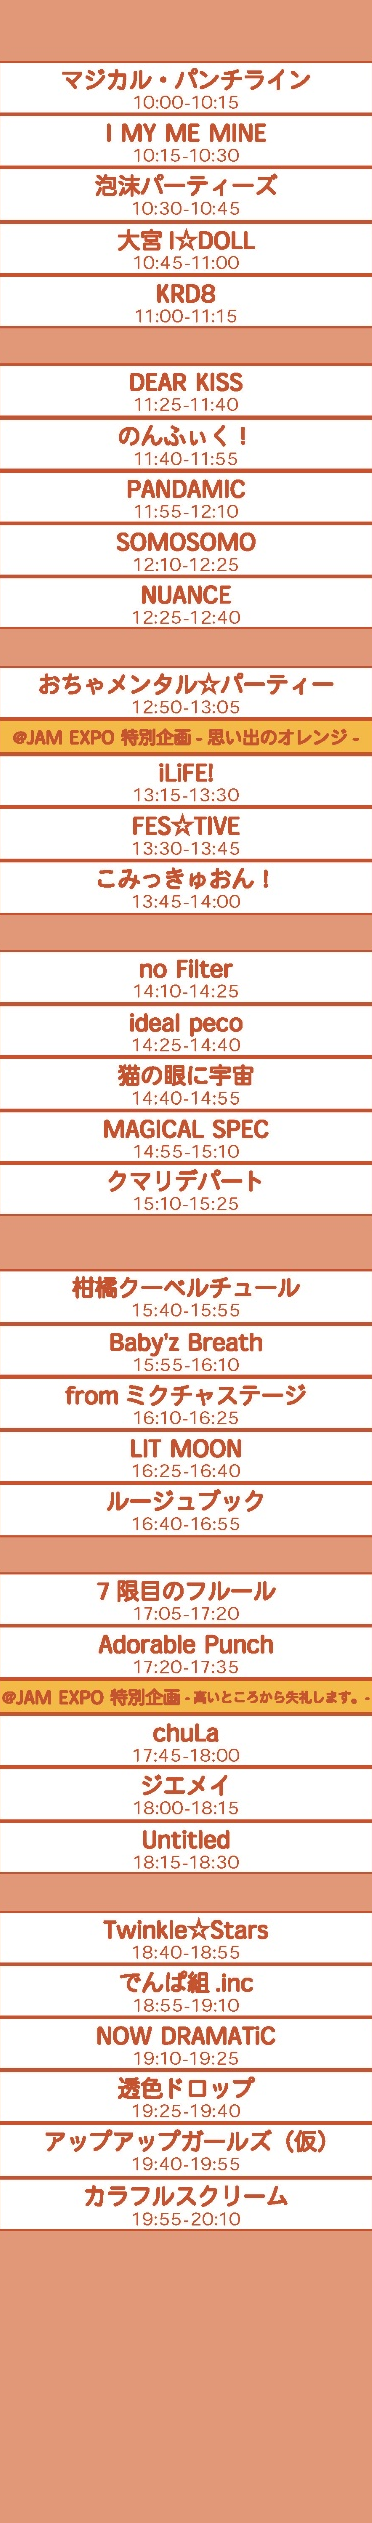 マジカル・パンチライン
10:00-10:15
I MY ME MINE
10:15-10:30
泡沫パーティーズ
10:30-10:45
大宮 I☆DOLL
10:45-11:00
KRD8
11:00-11:15
DEAR KISS
11:25-11:40
のんふぃく！
11:40-11:55
PANDAMIC
11:55-12:10
SOMOSOMO
12:10-12:25
NUANCE
12:25-12:40
おちゃメンタル☆パーティー
12:50-13:05
@JAM EXPO 特別企画 - 思い出のオレンジ -
iLiFE!
13:15-13:30
FES☆TIVE
13:30-13:45
こみっきゅおん！
13:45-14:00
no Filter
14:10-14:25
ideal peco
14:25-14:40
猫の眼に宇宙
14:40-14:55
MAGICAL SPEC
14:55-15:10
クマリデパート
15:10-15:25
柑橘クーベルチュール
15:40-15:55
Baby'z Breath
15:55-16:10
from ミクチャステージ
16:10-16:25
LIT MOON
16:25-16:40
ルージュブック
16:40-16:55
7 限目のフルール
17:05-17:20
Adorable Punch
17:20-17:35
@JAM EXPO 特別企画 - 高いところから失礼します。-
chuLa
17:45-18:00
ジエメイ
18:00-18:15
Untitled
18:15-18:30
Twinkle☆Stars
18:40-18:55
でんぱ組 .inc
18:55-19:10
NOW DRAMATiC
19:10-19:25
透色ドロップ
19:25-19:40
アップアップガールズ（仮）
19:40-19:55
カラフルスクリーム
19:55-20:10